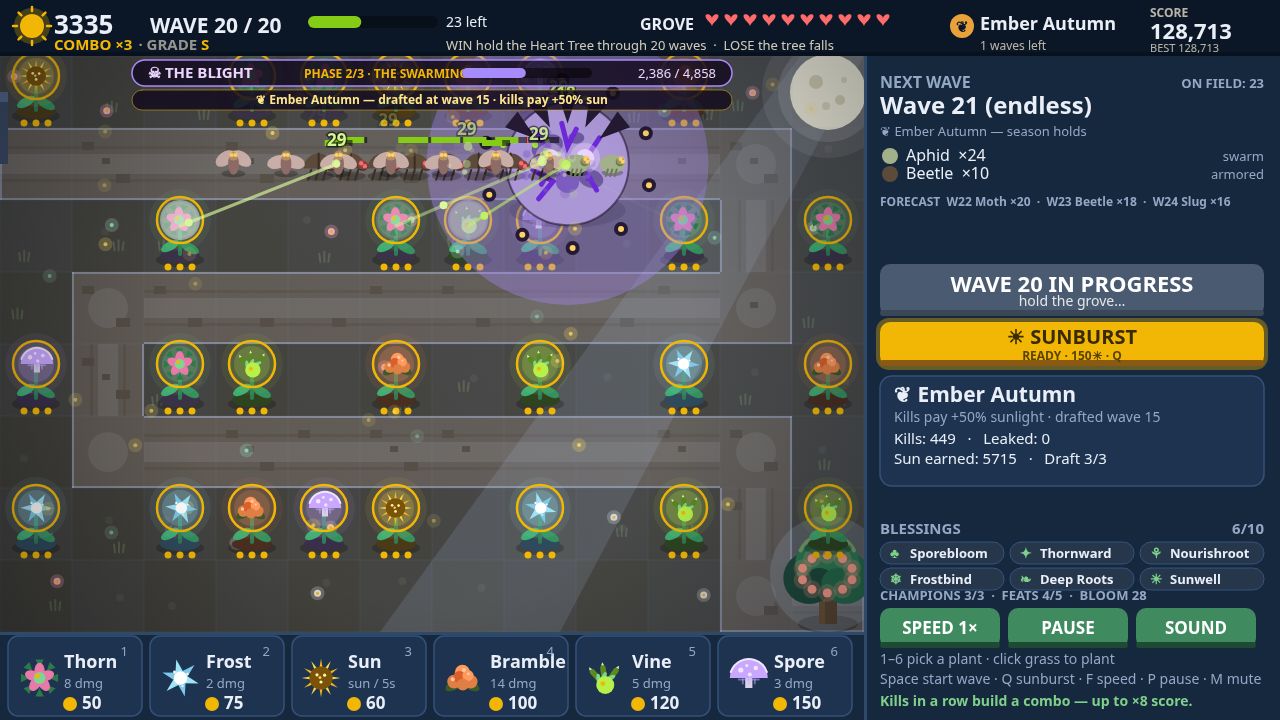 3335
COMBO ×3 · GRADE S
WAVE 20 / 20
23 left
WIN hold the Heart Tree through 20 waves · LOSE the tree falls
GROVE
Ember Autumn
1 waves left
SCORE
128,713
BEST 128,713
☠ THE BLIGHT
PHASE 2/3 · THE SWARMING
2,386 / 4,858
❦ Ember Autumn — drafted at wave 15 · kills pay +50% sun
29
29
29
29
NEXT WAVE
ON FIELD: 23
Wave 21 (endless)
❦ Ember Autumn — season holds
Aphid ×24
swarm
Beetle ×10
armored
FORECAST W22 Moth ×20 · W23 Beetle ×18 · W24 Slug ×16
WAVE 20 IN PROGRESS
hold the grove…
☀ SUNBURST
READY · 150☀ · Q
❦ Ember Autumn
Kills pay +50% sunlight · drafted wave 15
Kills: 449 · Leaked: 0
Sun earned: 5715 · Draft 3/3
BLESSINGS
6/10
♣ Sporebloom
✦ Thornward
⚘ Nourishroot
❄ Frostbind
❧ Deep Roots
☀ Sunwell
CHAMPIONS 3/3 · FEATS 4/5 · BLOOM 28
SPEED 1×
PAUSE
SOUND
1–6 pick a plant · click grass to plant
Space start wave · Q sunburst · F speed · P pause · M mute
Kills in a row build a combo — up to ×8 score.
Thorn
1
8 dmg
50
Frost
2
2 dmg
75
Sun
3
sun / 5s
60
Bramble
4
14 dmg
100
Vine
5
5 dmg
120
Spore
6
3 dmg
150